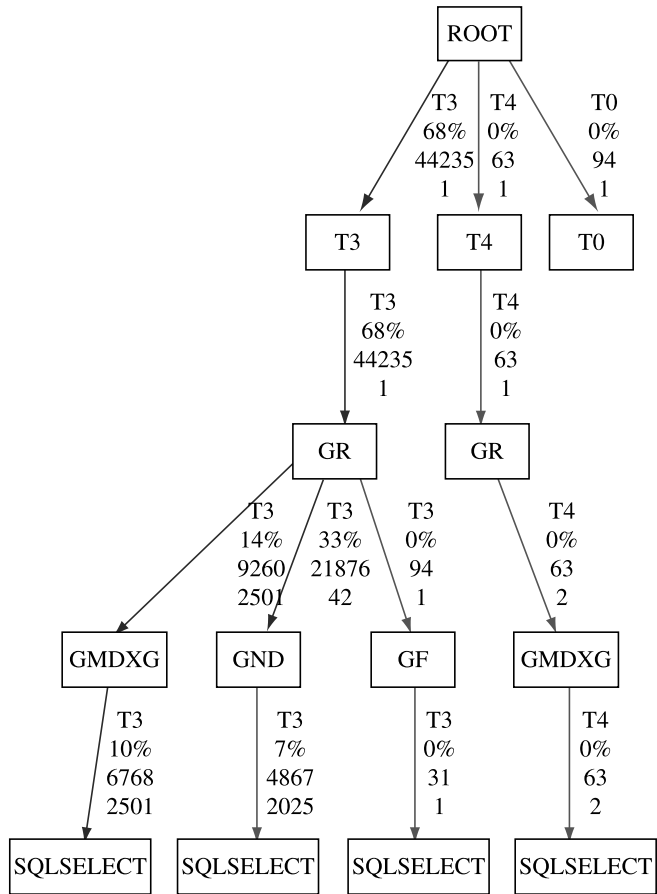 ROOT
T3
68%
44235
1
T4
0%
63
1
T0
0%
94
1
T3
T4
T0
T3
68%
44235
1
T4
0%
63
1
GR
GR
T3
14%
9260
2501
T3
33%
21876
42
T3
0%
94
1
T4
0%
63
2
GMDXG
GND
GF
GMDXG
T3
10%
6768
2501
T3
7%
4867
2025
T3
0%
31
1
T4
0%
63
2
SQLSELECT
SQLSELECT
SQLSELECT
SQLSELECT